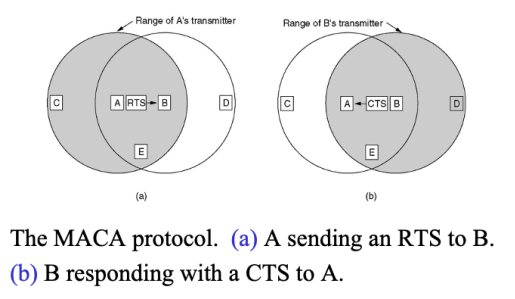 Range of A's transmitter
Range of B's transmitter
C A RTS B D
C A CTS B D
E
E
(a)
(b)
The MACA protocol. (a) A sending an RTS to B.
(b) B responding with a CTS to A.